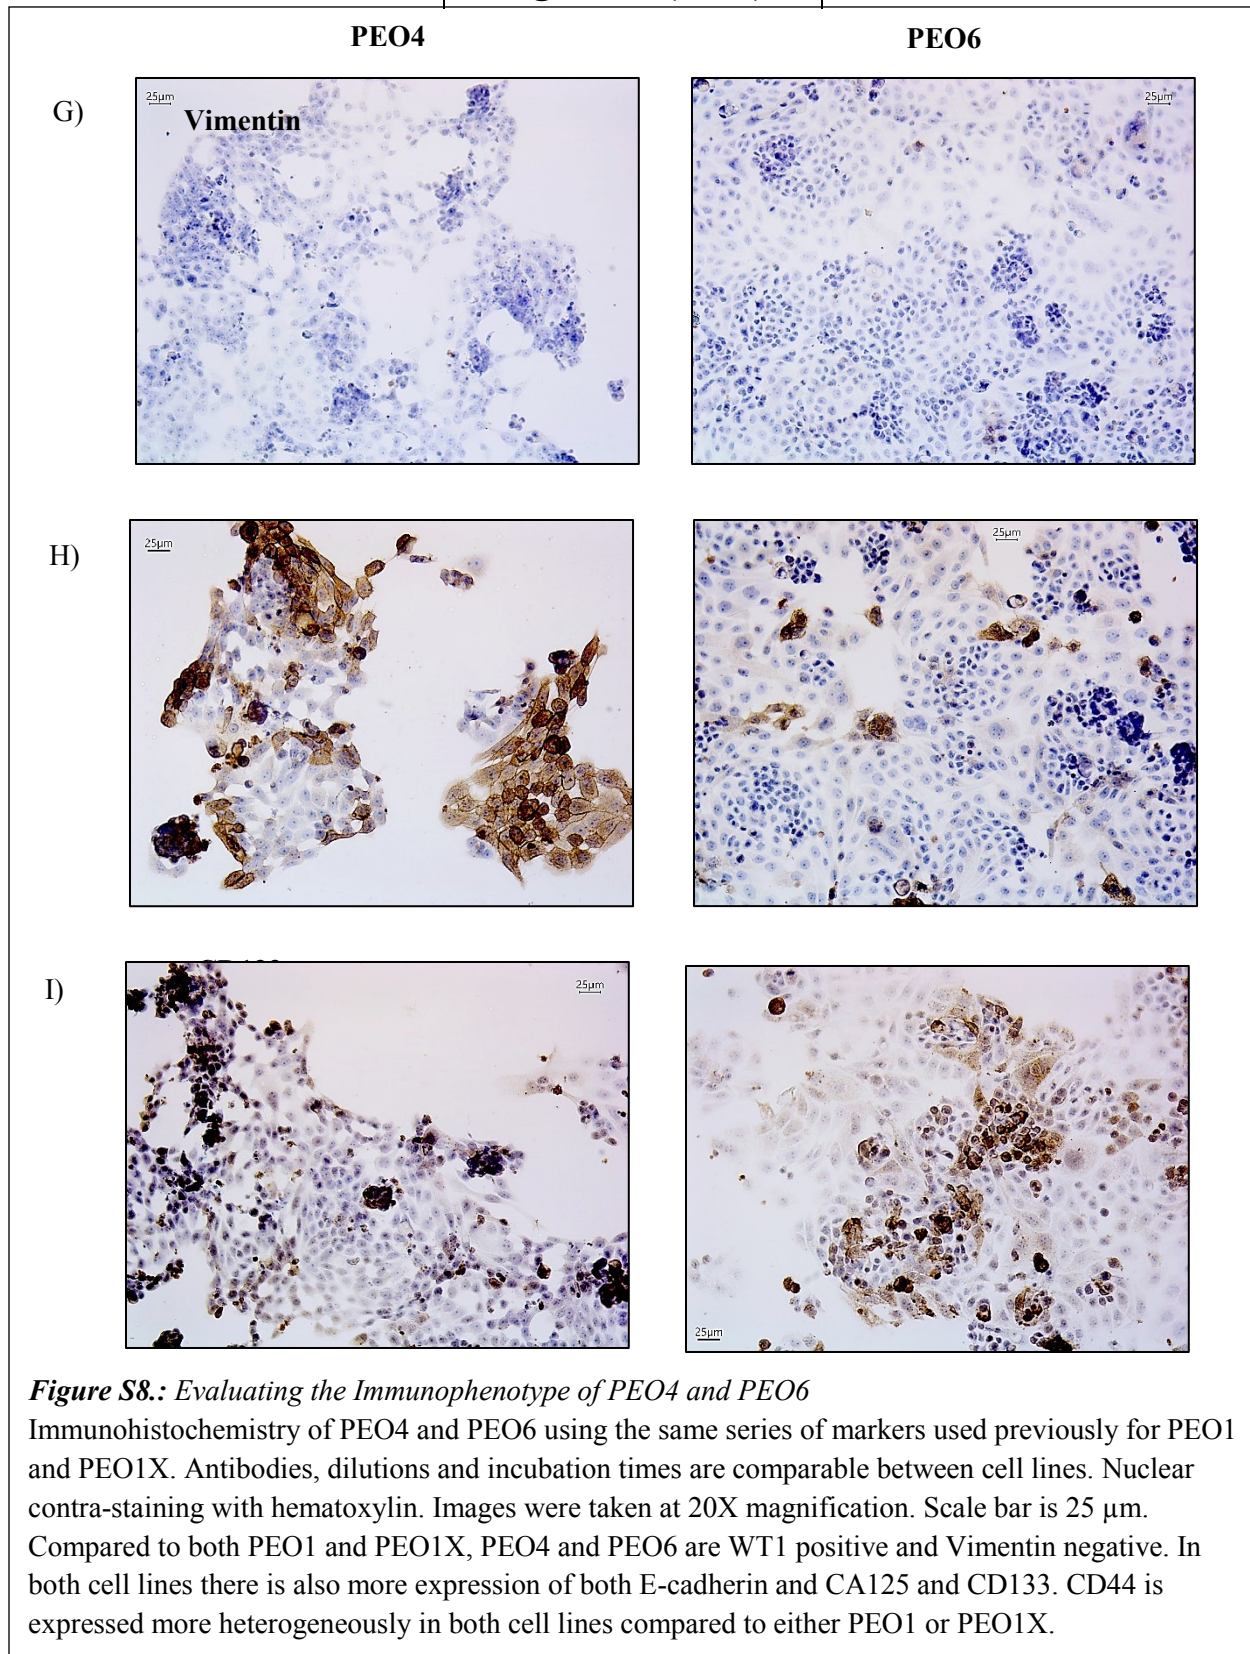 PEO4 PEO6
G)
25µm
Vimentin
25µm
H)
25µm
25µm
I)
25µm
25µm
Figure S8.: Evaluating the Immunophenotype of PEO4 and PEO6
Immunohistochemistry of PEO4 and PEO6 using the same series of markers used previously for PEO1
and PEO1X. Antibodies, dilutions and incubation times are comparable between cell lines. Nuclear
contra-staining with hematoxylin. Images were taken at 20X magnification. Scale bar is 25 µm.
Compared to both PEO1 and PEO1X, PEO4 and PEO6 are WT1 positive and Vimentin negative. In
both cell lines there is also more expression of both E-cadherin and CA125 and CD133. CD44 is
expressed more heterogeneously in both cell lines compared to either PEO1 or PEO1X.